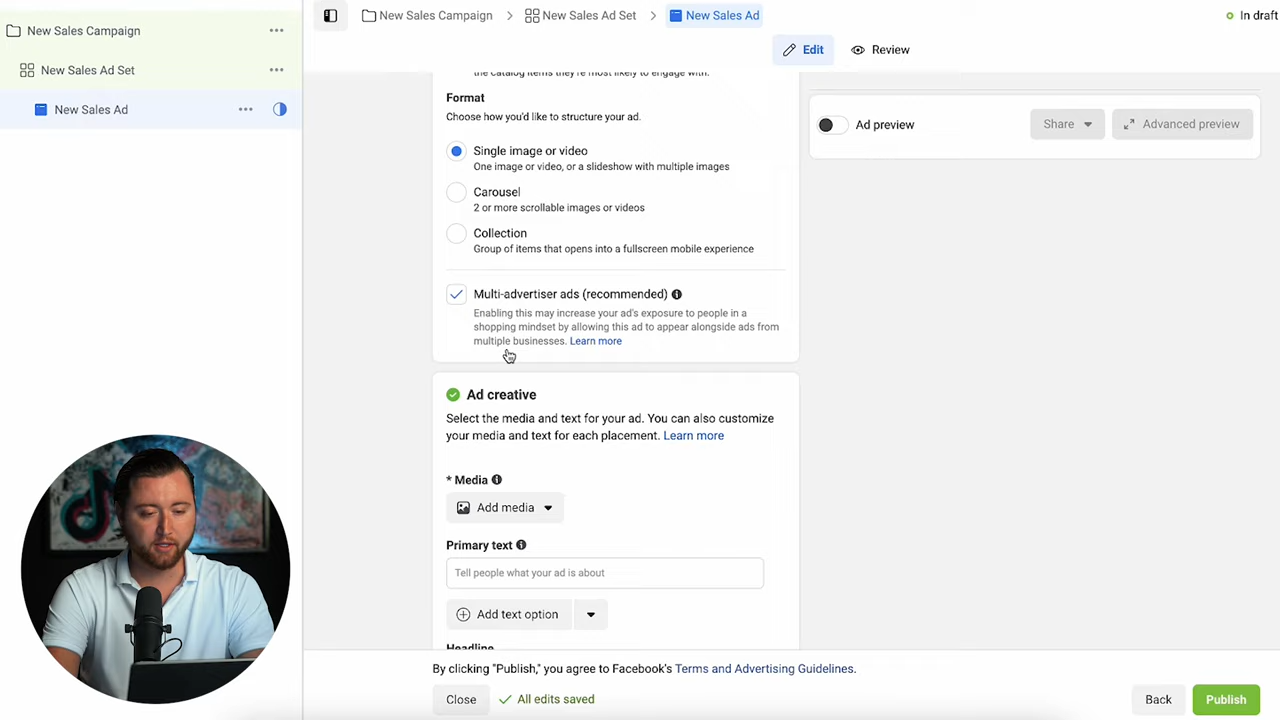 New Sales Campaign
New Sales Ad Set
New Sales Ad
New Sales Campaign > New Sales Ad Set > New Sales Ad
In draft
Edit
Review
the catalog items they're most likely to engage with.
Format
Choose how you'd like to structure your ad.
Single image or video
One image or video, or a slideshow with multiple images
Carousel
2 or more scrollable images or videos
Collection
Group of items that opens into a fullscreen mobile experience
Multi-advertiser ads (recommended)
Enabling this may increase your ad's exposure to people in a
shopping mindset by allowing this ad to appear alongside ads from
multiple businesses. Learn more
Ad creative
Select the media and text for your ad. You can also customize
your media and text for each placement. Learn more
* Media
Add media
Primary text
Tell people what your ad is about
Add text option
Headline
Ad preview
Share
Advanced preview
By clicking "Publish," you agree to Facebook's Terms and Advertising Guidelines.
Close
All edits saved
Back
Publish